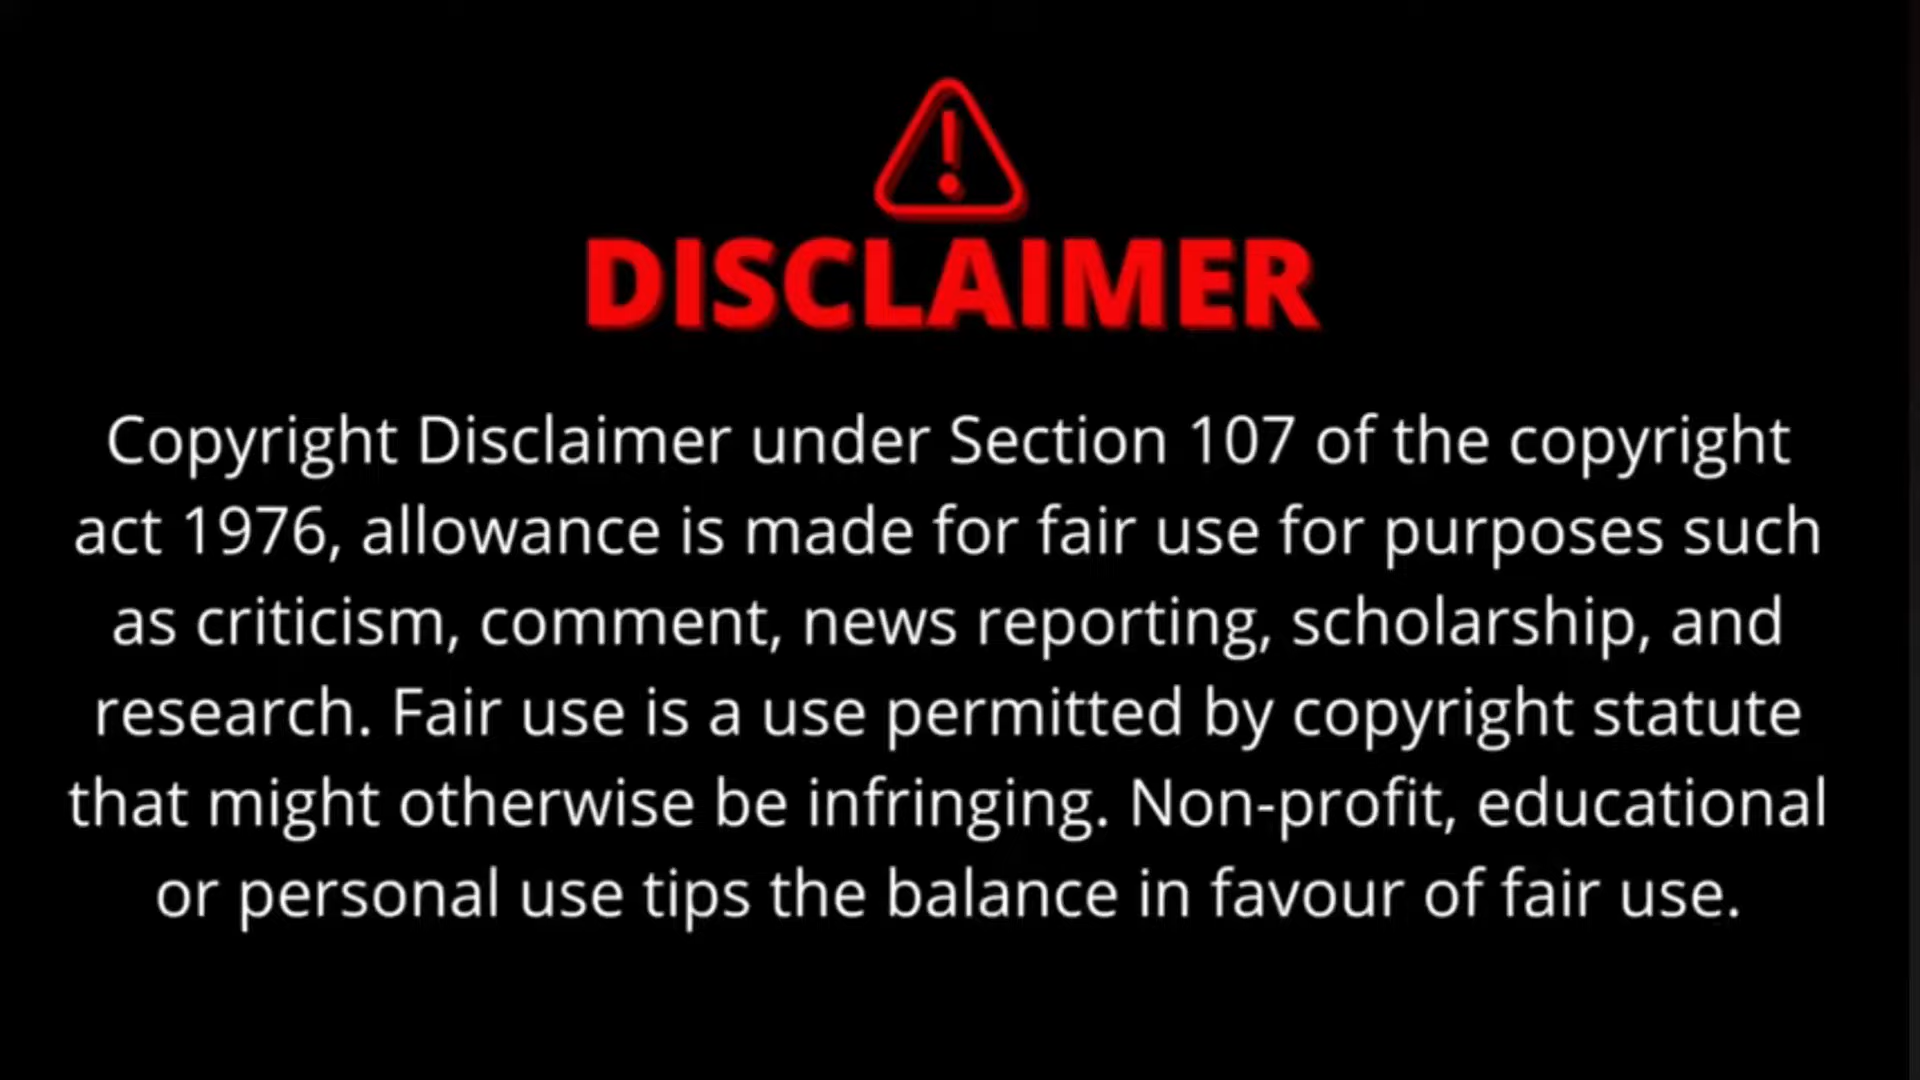 DISCLAIMER
Copyright Disclaimer under Section 107 of the copyright
act 1976, allowance is made for fair use for purposes such
as criticism, comment, news reporting, scholarship, and
research. Fair use is a use permitted by copyright statute
that might otherwise be infringing. Non-profit, educational
or personal use tips the balance in favour of fair use.